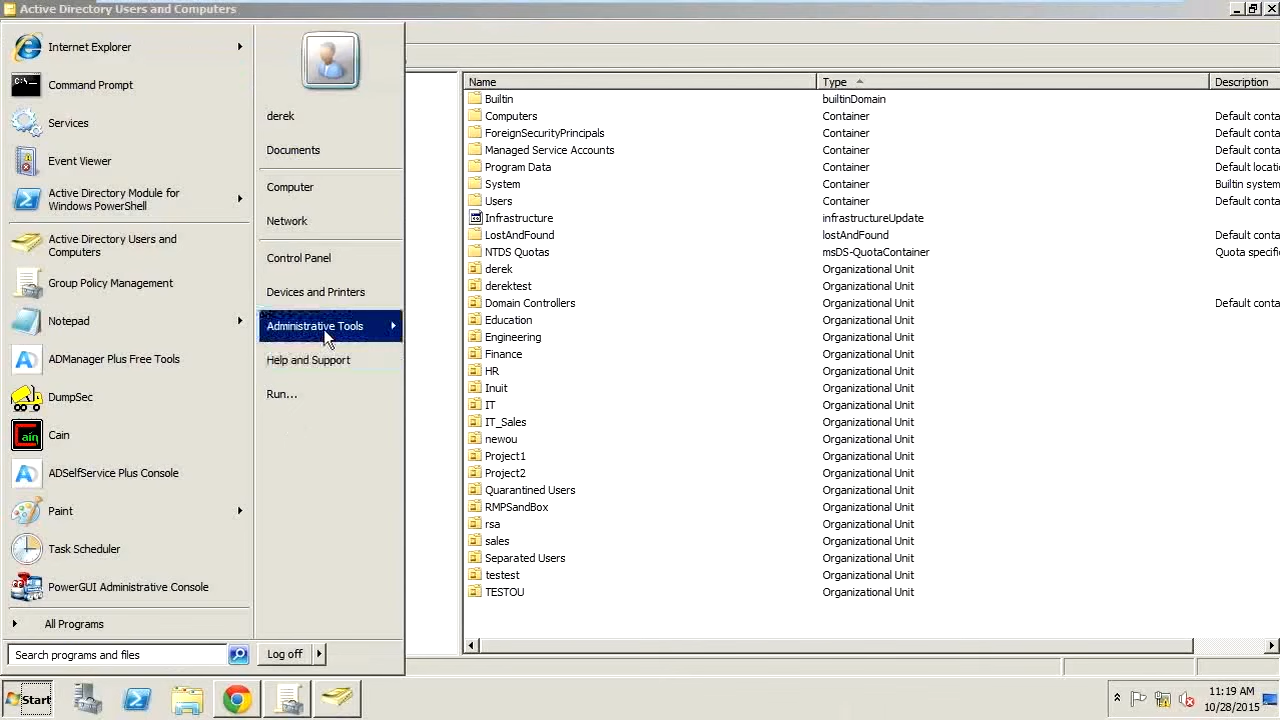 Active Directory Users and Computers
Internet Explorer
Command Prompt
Services
Event Viewer
Active Directory Module for
Windows PowerShell
Active Directory Users and
Computers
Group Policy Management
Notepad
ADManager Plus Free Tools
DumpSec
Cain
ADSelfService Plus Console
Paint
Task Scheduler
PowerGUI Administrative Console
All Programs
Search programs and files
derek
Documents
Computer
Network
Control Panel
Devices and Printers
Administrative Tools
Help and Support
Run...
Log off
Name Type Description
Builtin builtinDomain
Computers Container Default conta
ForeignSecurityPrincipals Container Default conta
Managed Service Accounts Container Default conta
Program Data Container Default locatio
System Container Builtin system
Users Container Default conta
Infrastructure infrastructureUpdate
LostAndFound lostAndFound Default conta
NTDS Quotas msDS-QuotaContainer Quota specifi
derek Organizational Unit
derektest Organizational Unit
Domain Controllers Organizational Unit Default conta
Education Organizational Unit
Engineering Organizational Unit
Finance Organizational Unit
HR Organizational Unit
Inuit Organizational Unit
IT Organizational Unit
IT_Sales Organizational Unit
newou Organizational Unit
Project1 Organizational Unit
Project2 Organizational Unit
Quarantined Users Organizational Unit
RMPSandBox Organizational Unit
rsa Organizational Unit
sales Organizational Unit
Separated Users Organizational Unit
testest Organizational Unit
TESTOU Organizational Unit
Start
11:19 AM
10/28/2015